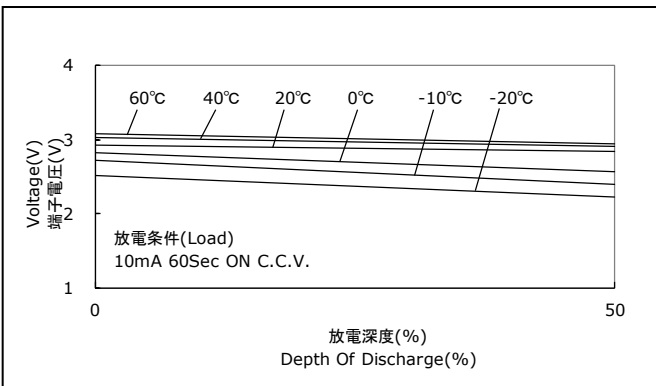 4
60℃ 40℃ 20℃ 0℃ -10℃ -20℃
3
Voltage(V)
端子電圧(V)
2
放電条件(Load)
10mA 60Sec ON C.C.V.
1
0 50
放電深度(%)
Depth Of Discharge(%)